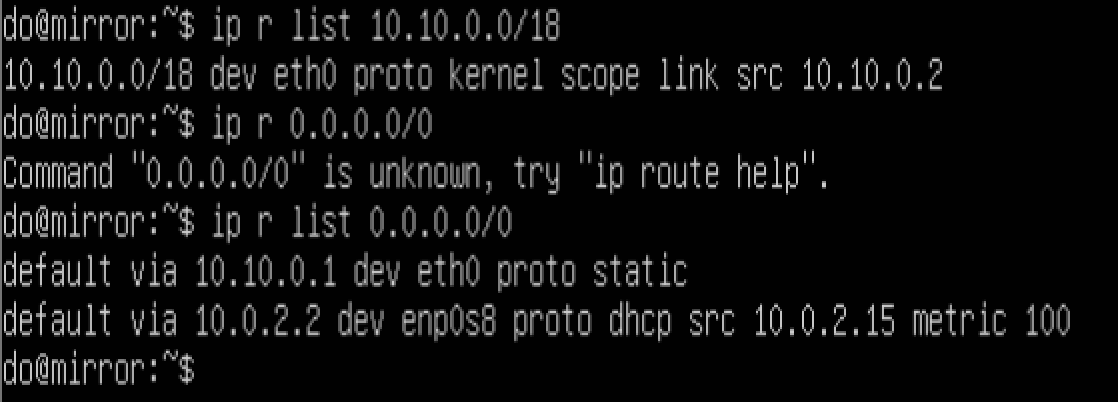 do@mirror:~$ ip r list 10.10.0.0/18
10.10.0.0/18 dev eth0 proto kernel scope link src 10.10.0.2
do@mirror:~$ ip r 0.0.0.0/0
Command "0.0.0.0/0" is unknown, try "ip route help".
do@mirror:~$ ip r list 0.0.0.0/0
default via 10.10.0.1 dev eth0 proto static
default via 10.0.2.2 dev enp0s8 proto dhcp src 10.0.2.15 metric 100
do@mirror:~$